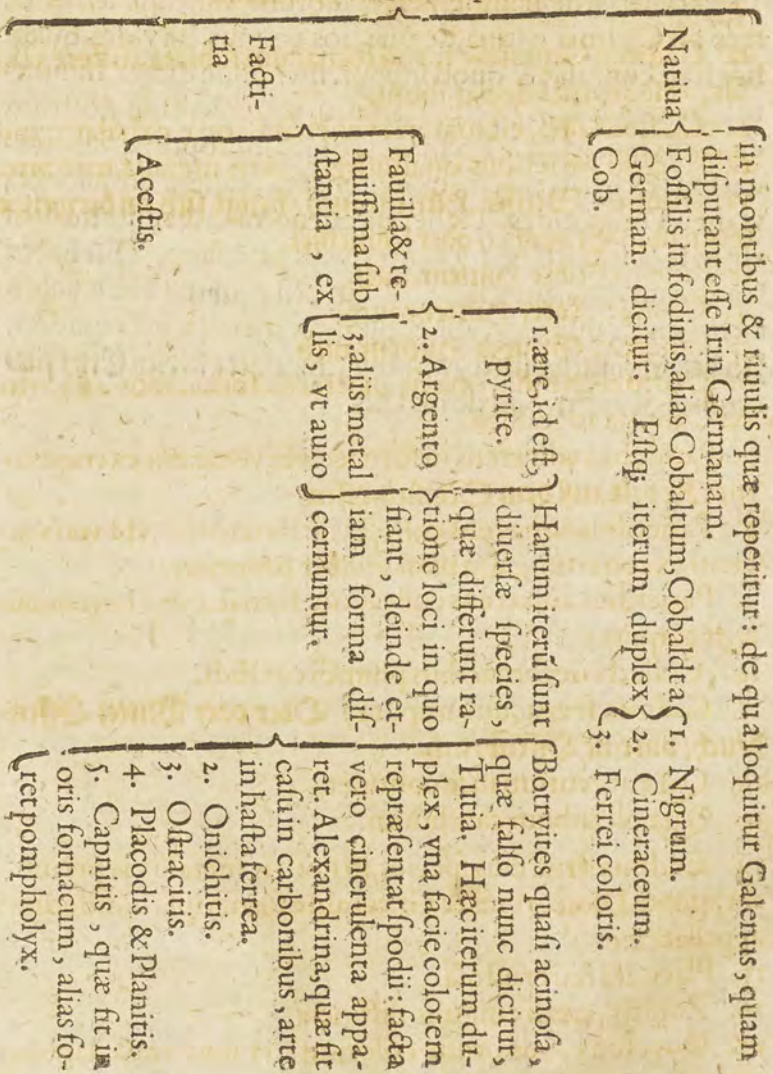 Natiua
in montibus & riuulis quæ reperitur: de qua loquitur Galenus, quam
diſputant eſſe Irin Germanam.
Foſſilis in fodinis, alias Cobaltum, Cobaldta
German. dicitur. Eſtq; iterum duplex
Cob.
1. Nigrum.
2. Cineraceum.
3. Ferrei coloris.
Facti-
tia
Fauilla & te-
nuiſſima ſub
ſtantia, ex
1. ære, id eſt,
pyrite.
2. Argento
3. aliis metal
lis, vt auro
Harum iterū ſunt
diuerſæ ſpecies,
quæ differunt ra-
tione loci in quo
fiant, deinde et-
iam forma diſ-
cernuntur.
Botryites quaſi acinoſa,
quæ falſo nunc dicitur,
Tutia. Hæc iterum du-
plex, vna facie colorem
repræſentat ſpodii: facta
vero cinerulenta appa-
ret. Alexandrina, quæ fit
caſu in carbonibus, arte
in haſta ferrea.
2. Onichitis.
3. Oſtracitis.
4. Placodis & Planitis.
5. Capnitis, quæ fit in
oris fornacum, alias fo-
ret pompholyx.
Aceſtis.